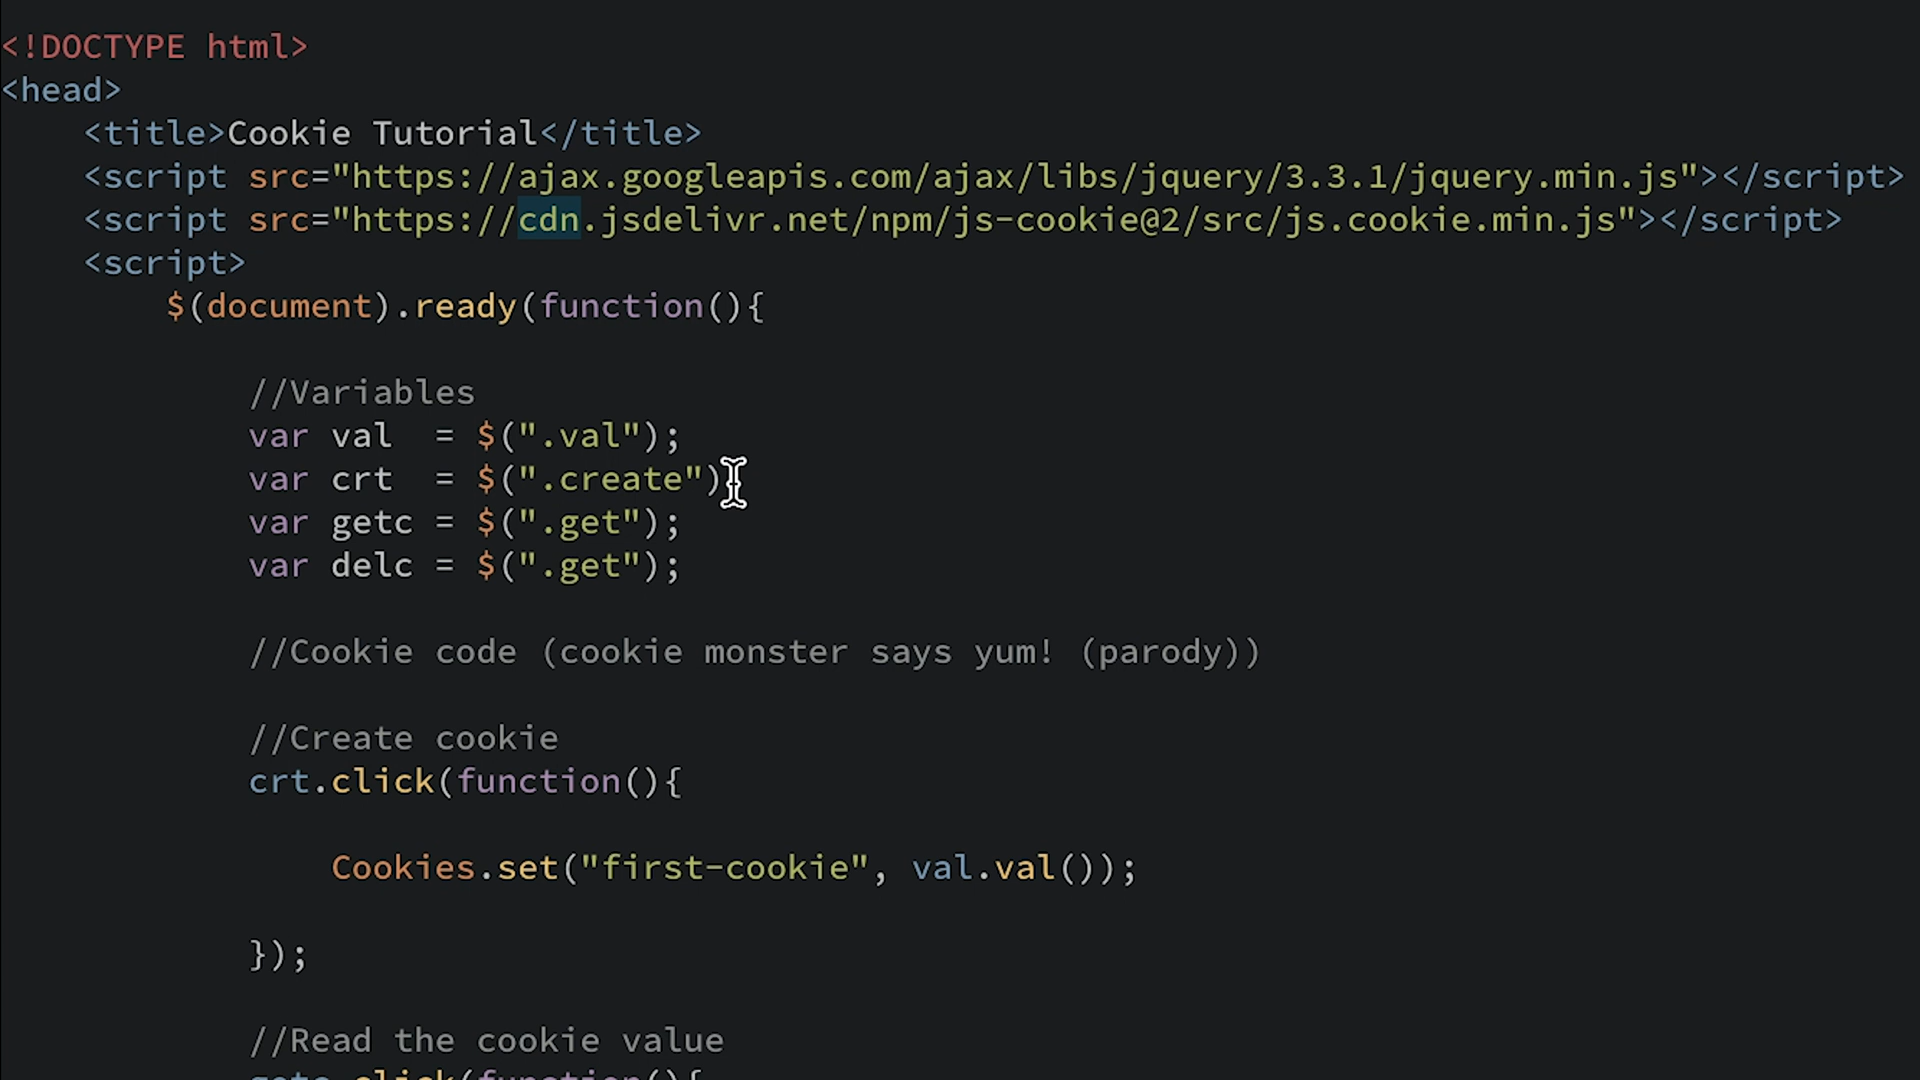 <!DOCTYPE html>
<head>
<title>Cookie Tutorial</title>
<script src="https://ajax.googleapis.com/ajax/libs/jquery/3.3.1/jquery.min.js"></script>
<script src="https://cdn.jsdelivr.net/npm/js-cookie@2/src/js.cookie.min.js"></script>
<script>
$(document).ready(function(){
//Variables
var val  = $(".val");
var crt  = $(".create")
var getc = $(".get");
var delc = $(".get");
//Cookie code (cookie monster says yum! (parody))
//Create cookie
crt.click(function(){
Cookies.set("first-cookie", val.val());
});
//Read the cookie value
getc.click(function(){